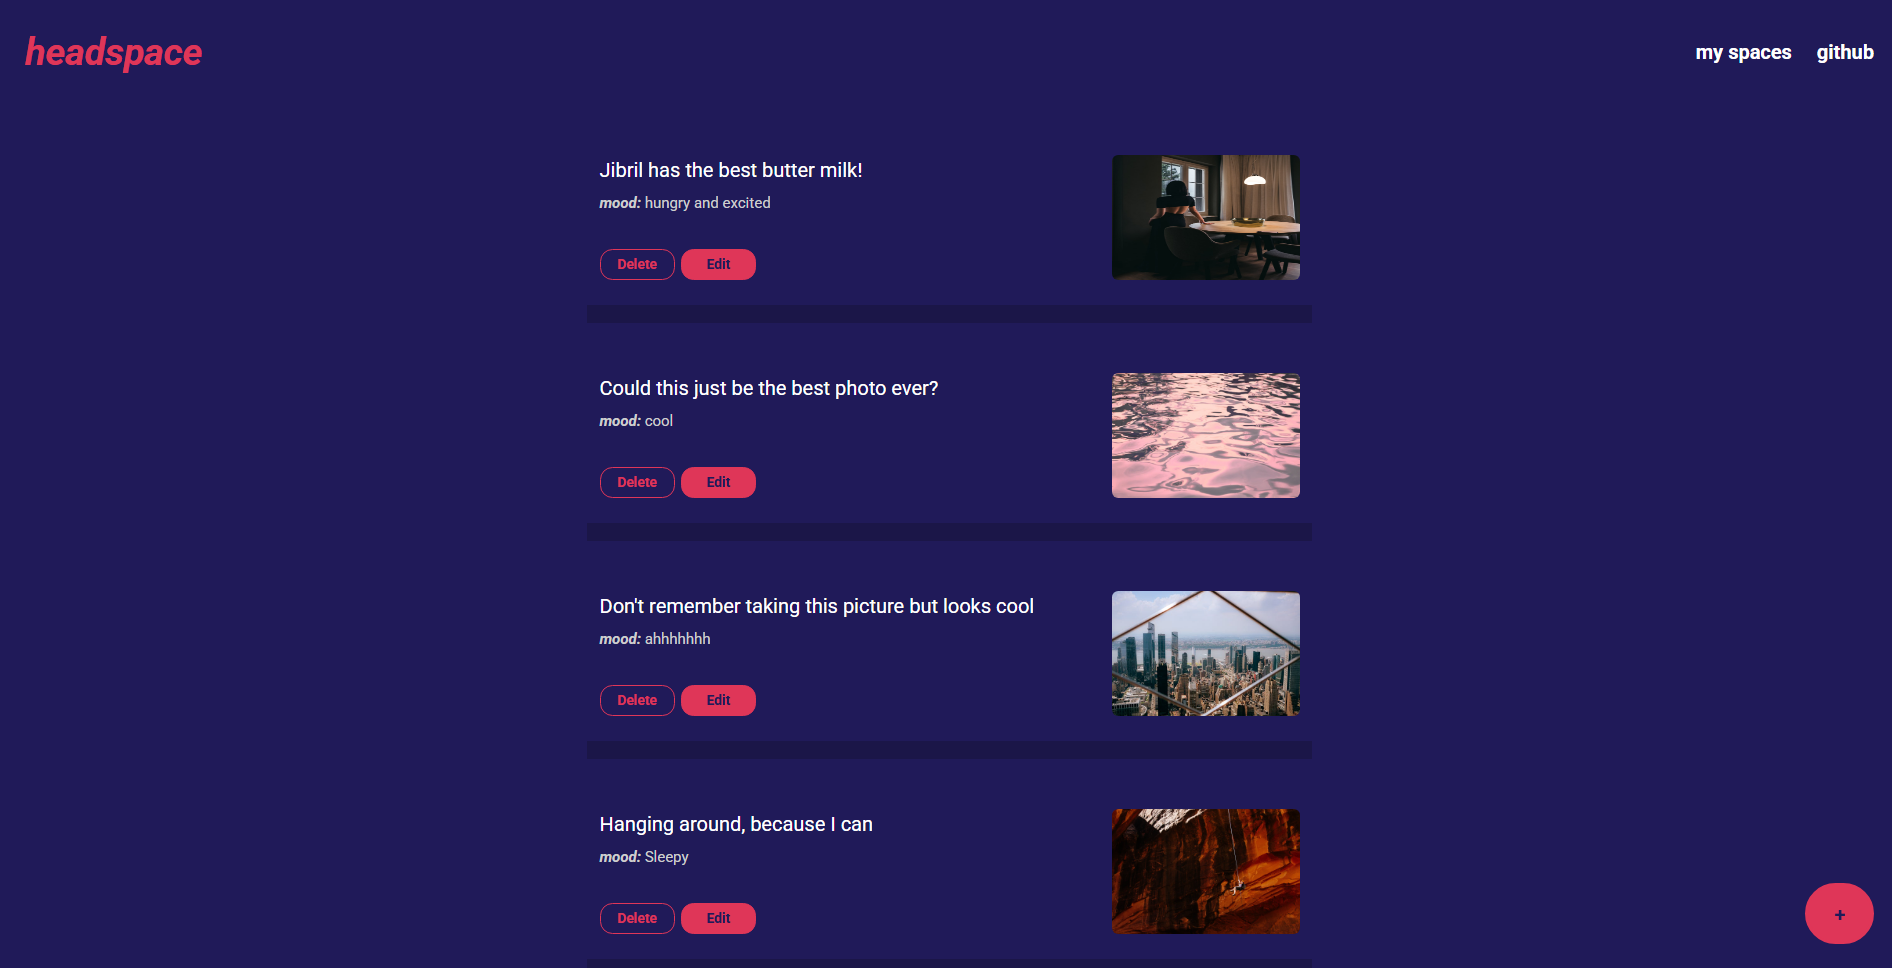 headspace
my spaces github
Jibril has the best butter milk!
mood: hungry and excited
Delete Edit
Could this just be the best photo ever?
mood: cool
Delete Edit
Don't remember taking this picture but looks cool
mood: ahhhhhhh
Delete Edit
Hanging around, because I can
mood: Sleepy
Delete Edit
+